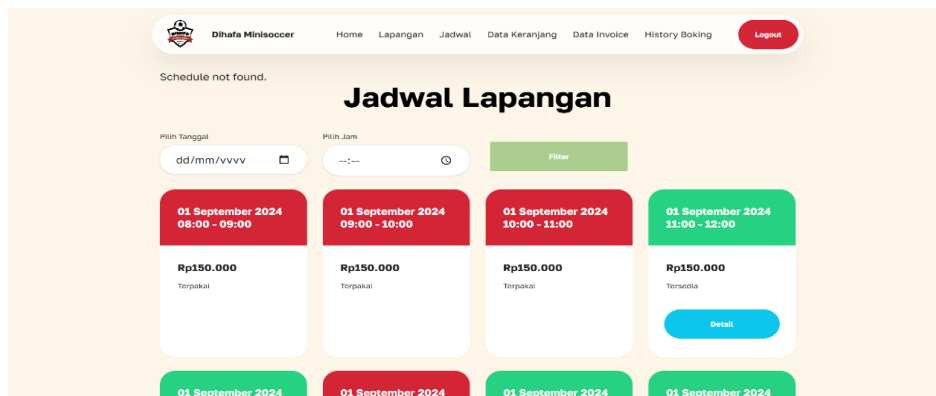 Dihafa Minisoccer
Home Lapangan Jadwal Data Keranjang Data Invoice History Boking Logout
Schedule not found.
Jadwal Lapangan
Pilih Tanggal Pilih Jam
dd/mm/yyyy --:-- Filter
01 September 2024 01 September 2024 01 September 2024 01 September 2024
08:00 - 09:00 09:00 - 10:00 10:00 - 11:00 11:00 - 12:00
Rp150.000 Rp150.000 Rp150.000 Rp150.000
Terpakai Terpakai Terpakai Tersedia
Detail
01 September 2024 01 September 2024 01 September 2024 01 September 2024